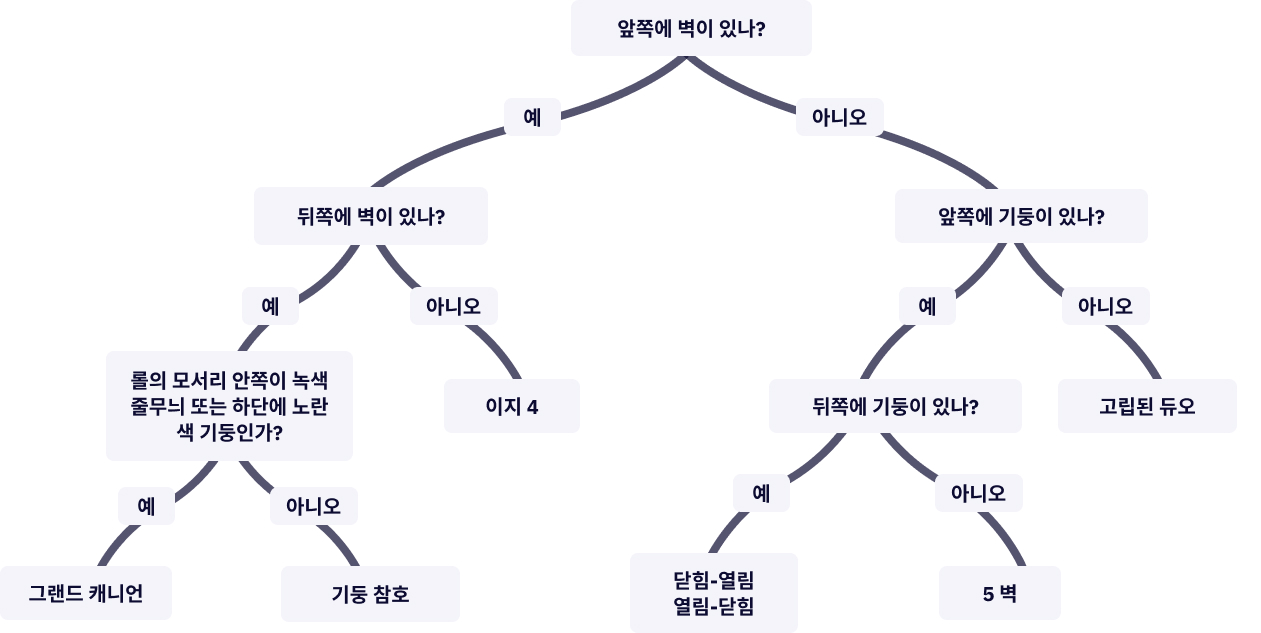 앞쪽에 벽이 있나?
예
아니오
뒤쪽에 벽이 있나?
앞쪽에 기둥이 있나?
예
아니오
예
아니오
롤의 모서리 안쪽이 녹색
줄무늬 또는 하단에 노란
색 기둥인가?
이지 4
뒤쪽에 기둥이 있나?
고립된 듀오
예
아니오
예
아니오
그랜드 캐니언
기둥 참호
닫힘-열림
열림-닫힘
5 벽